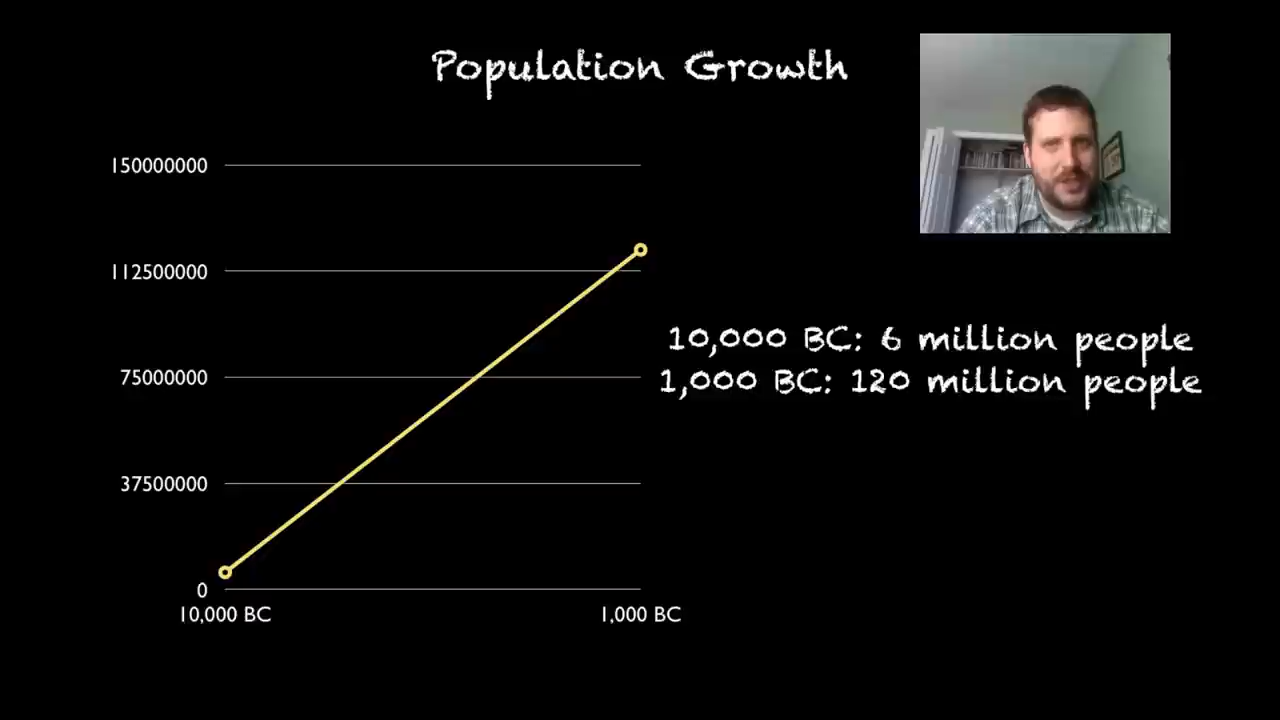 Population Growth
150000000
112500000
75000000
37500000
0
10,000 BC
1,000 BC
10,000 BC: 6 million people
1,000 BC: 120 million people